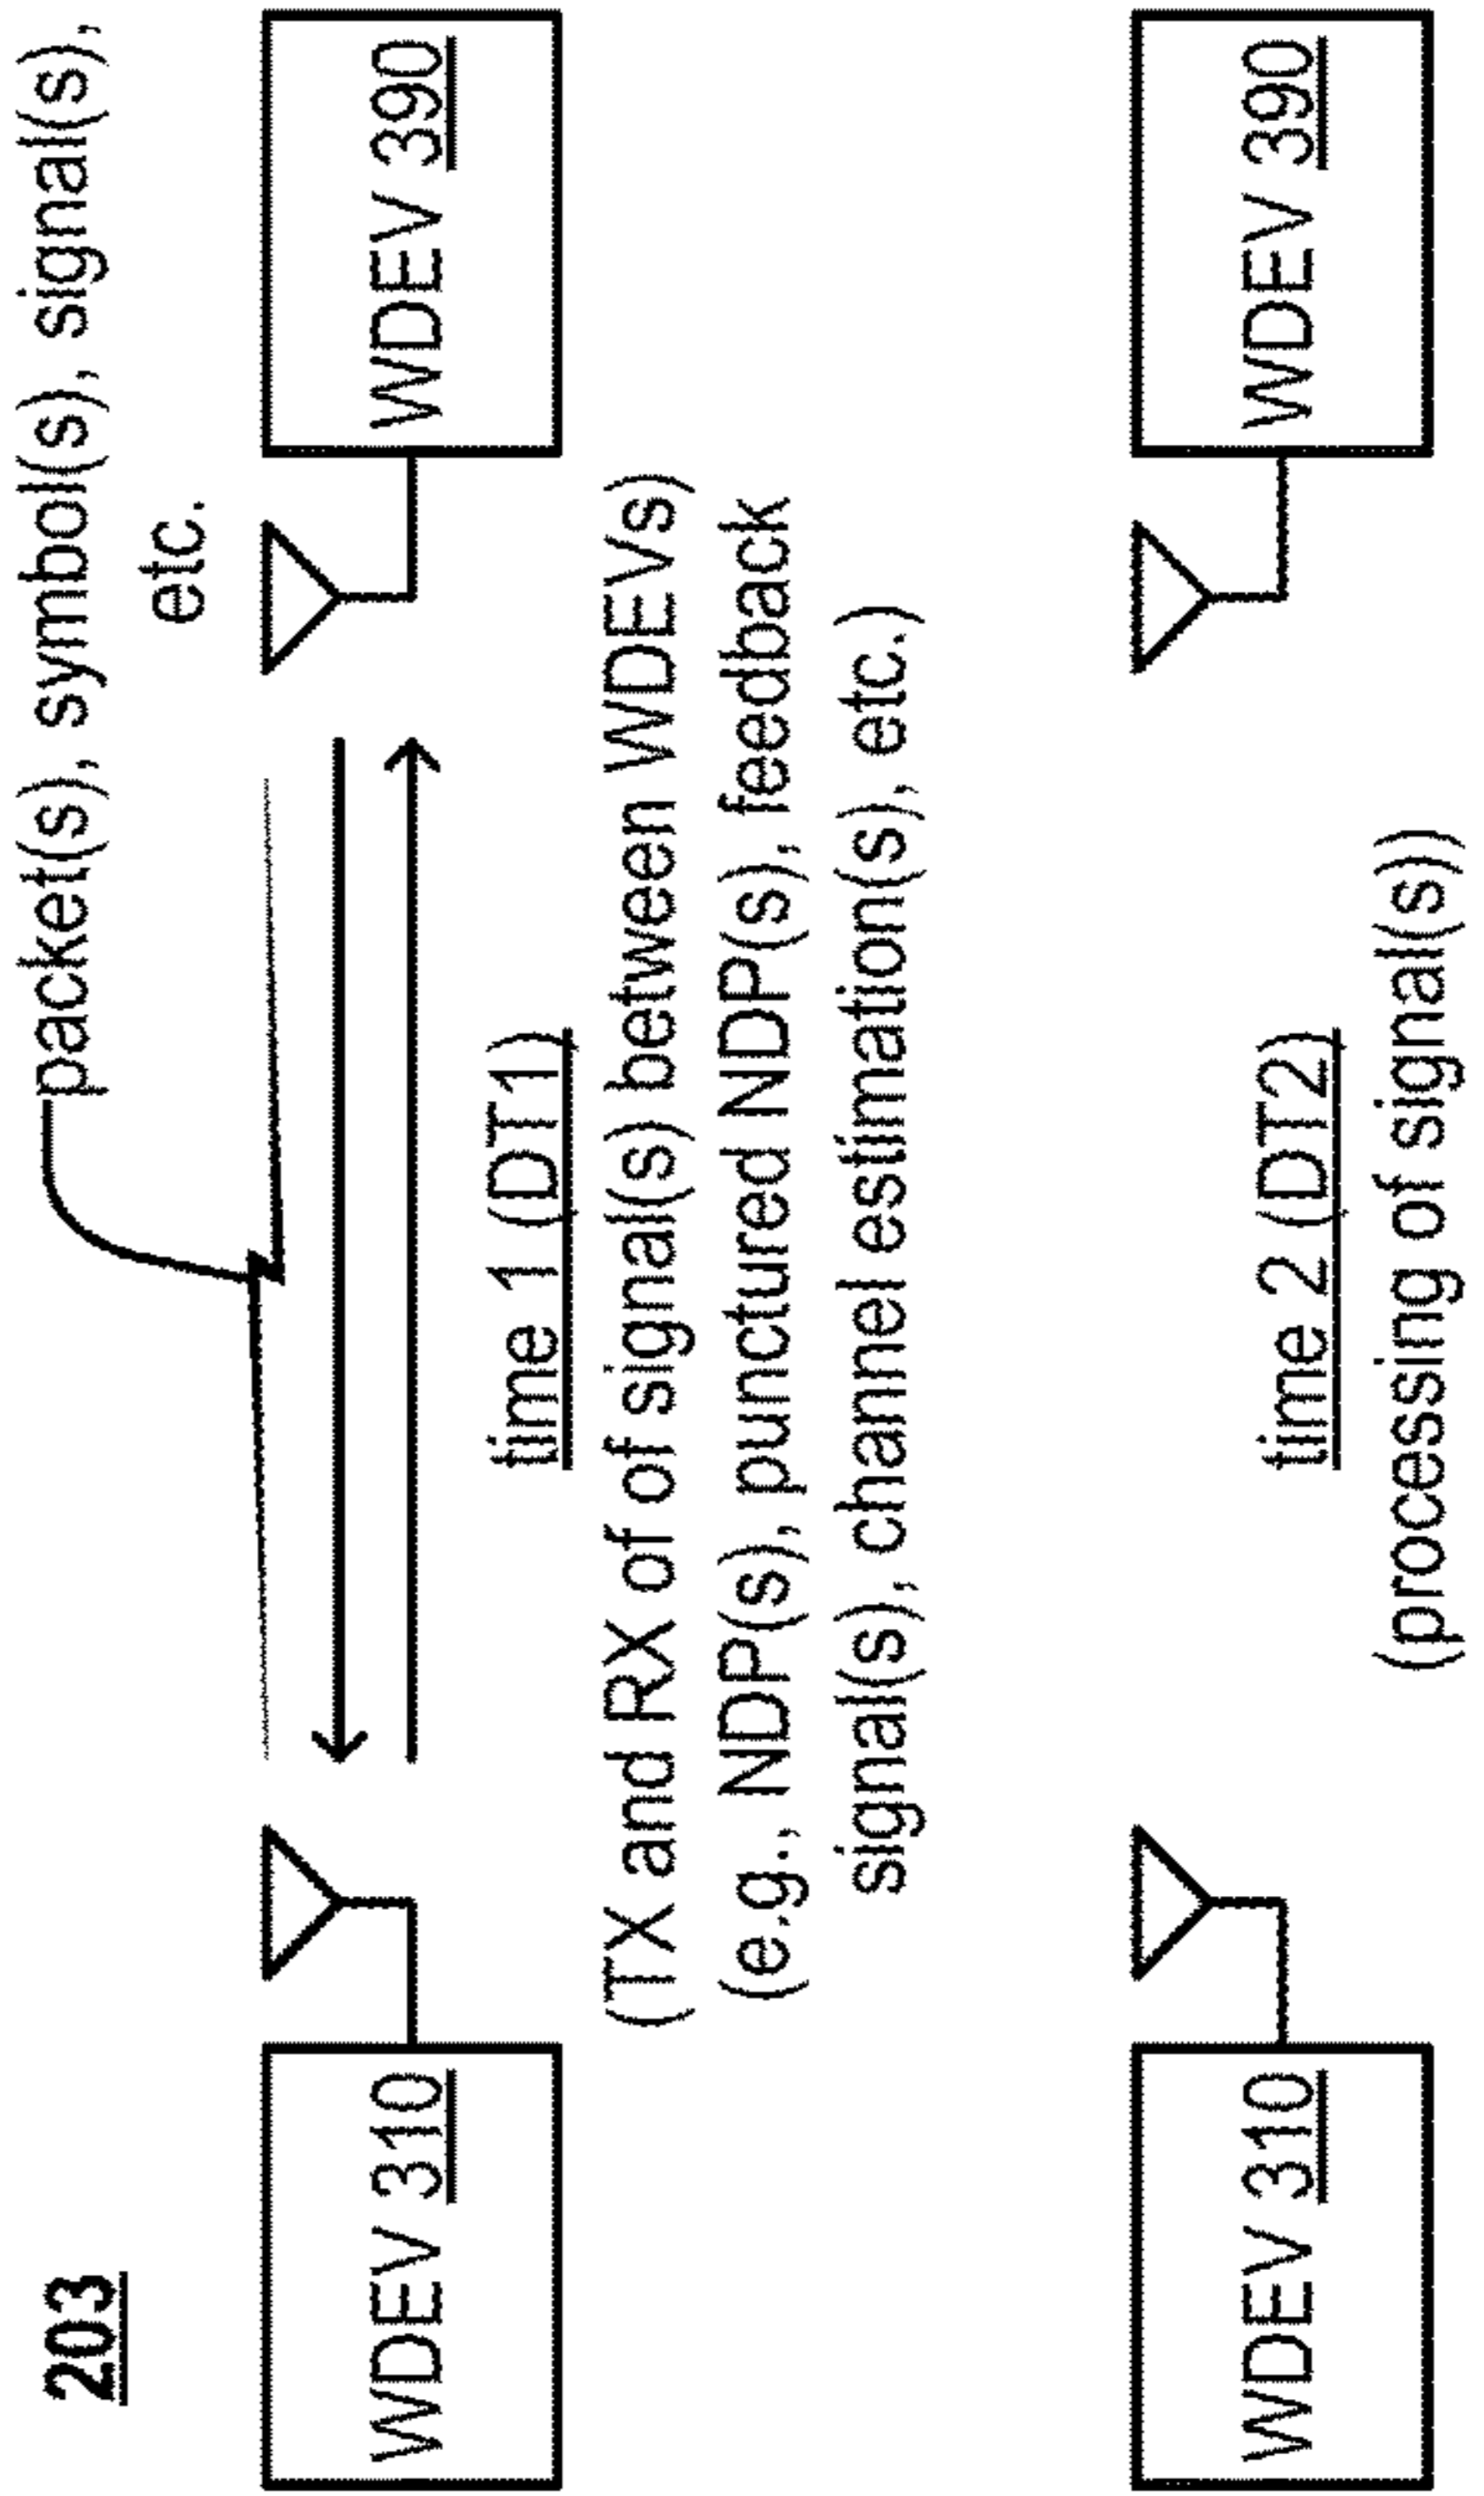 203
packet(s), symbol(s), signal(s),
etc.
WDEV 310
WDEV 390
time 1 (DT1)
(TX and RX of of signal(s) between WDEVs)
(e.g., NDP(s), punctured NDP(s), feedback
signal(s), channel estimation(s), etc.)
WDEV 310
WDEV 390
time 2 (DT2)
(processing of signal(s))